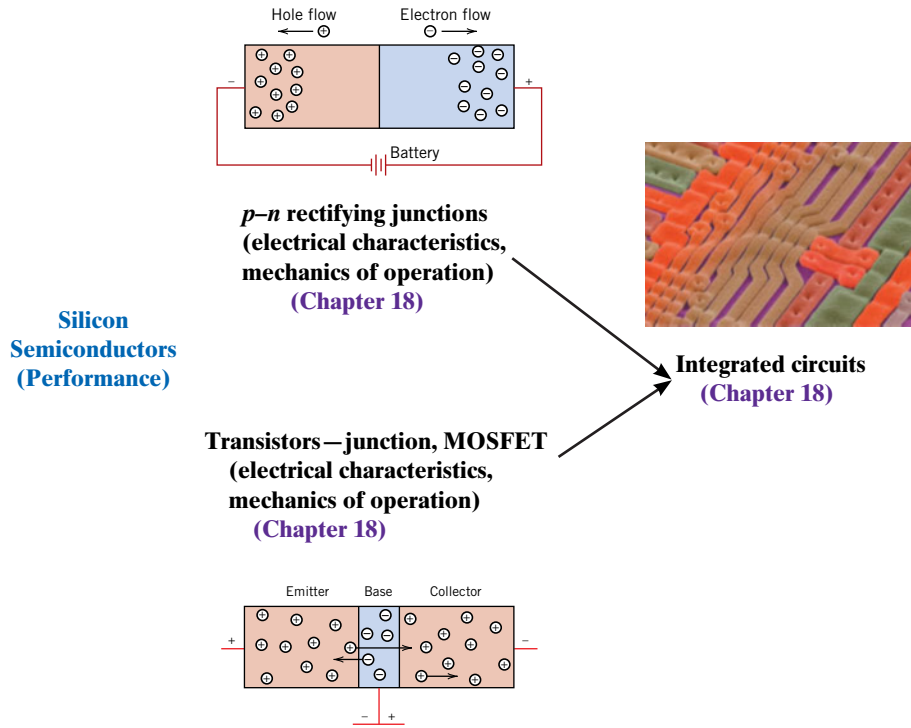 Hole flow
Electron flow
+
−
+ + + + + + + + + + +
− − − − − − − − − − −
−
+
Battery
p–n rectifying junctions
(electrical characteristics,
mechanics of operation)
(Chapter 18)
Silicon
Semiconductors
(Performance)
Integrated circuits
(Chapter 18)
Transistors—junction, MOSFET
(electrical characteristics,
mechanics of operation)
(Chapter 18)
Emitter
Base
Collector
+
+ + + + + + + + +
− − − − −
+ + + + + + + + +
−
− +